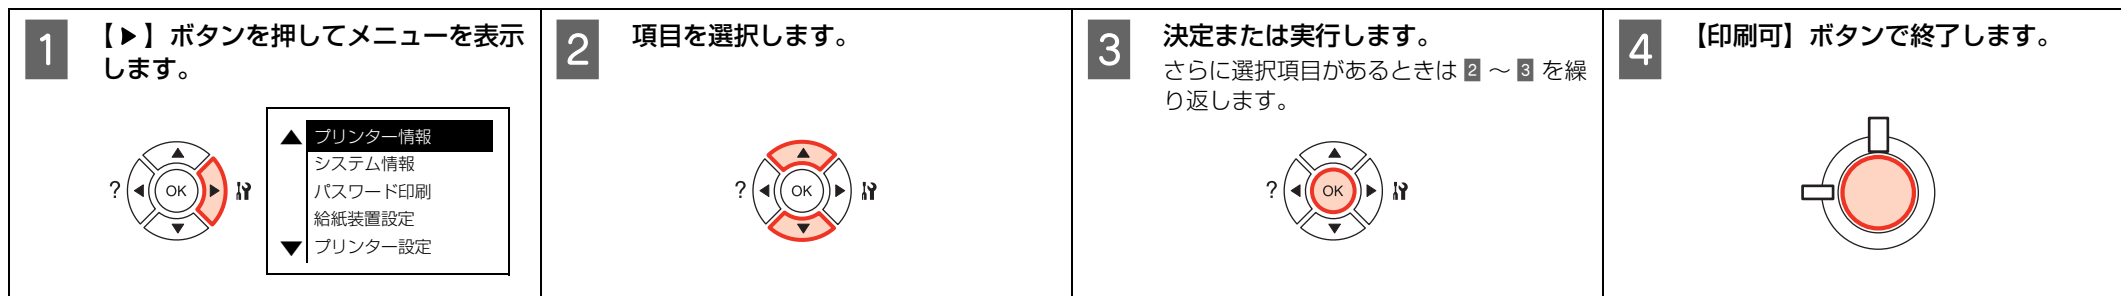 1
【▶】ボタンを押してメニューを表示
します。
?
OK
プリンター情報
システム情報
パスワード印刷
給紙装置設定
プリンター設定
2
項目を選択します。
?
OK
3
決定または実行します。
さらに選択項目があるときは 2 ～ 3 を繰
り返します。
?
OK
4
【印刷可】ボタンで終了します。